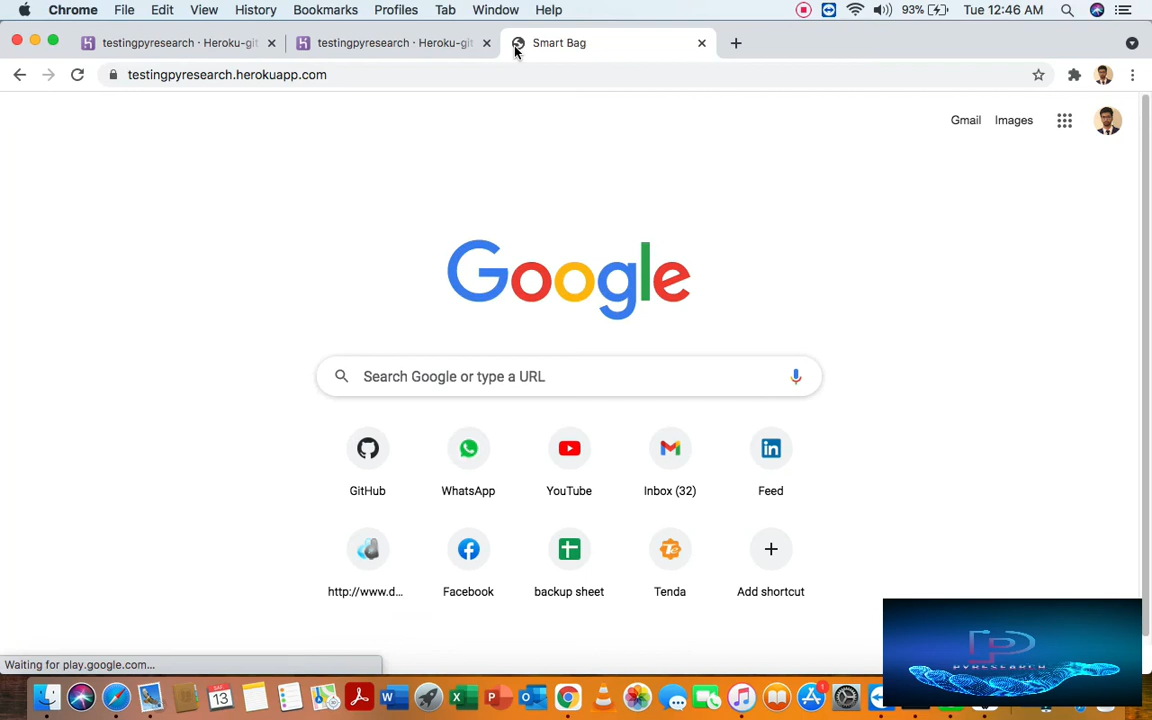 Chrome File Edit View History Bookmarks Profiles Tab Window Help 93% Tue 12:46 AM
testingpyresearch · Heroku-git testingpyresearch · Heroku-git Smart Bag
testingpyresearch.herokuapp.com
Gmail Images
Google
Search Google or type a URL
GitHub WhatsApp YouTube Inbox (32) Feed
http://www.d... Facebook backup sheet Tenda Add shortcut
Waiting for play.google.com...
PYRESEARCH
13